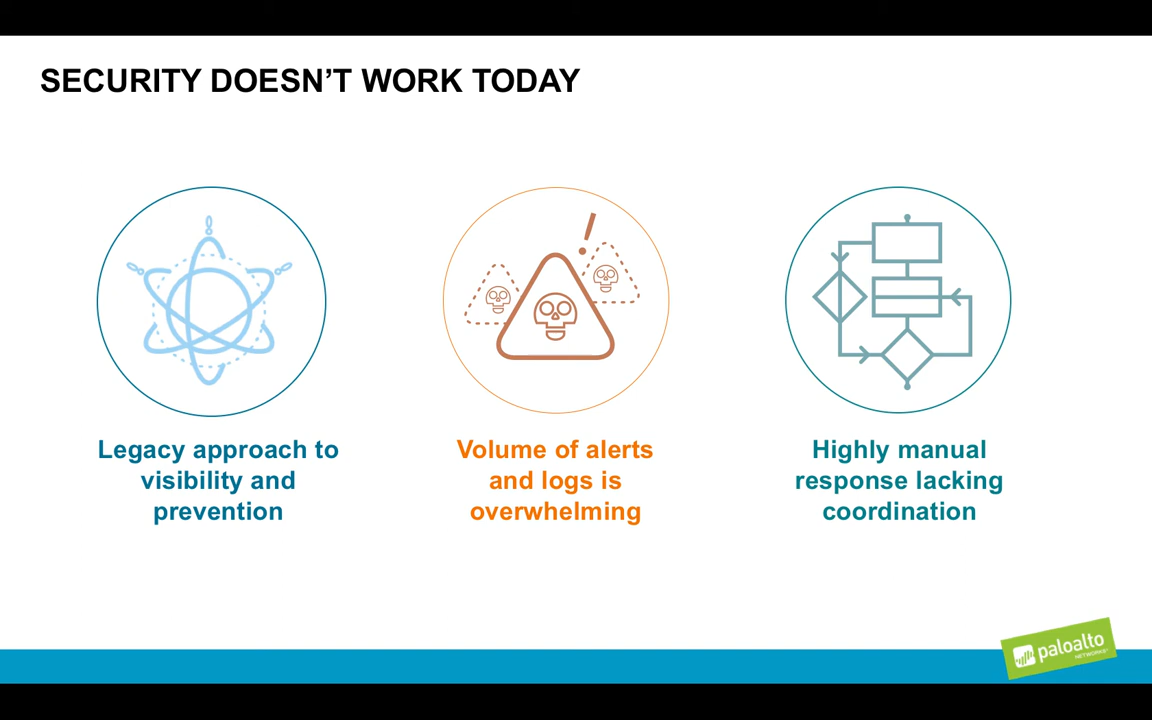 SECURITY DOESN’T WORK TODAY
Legacy approach to
visibility and
prevention
Volume of alerts
and logs is
overwhelming
Highly manual
response lacking
coordination
paloalto
NETWORKS